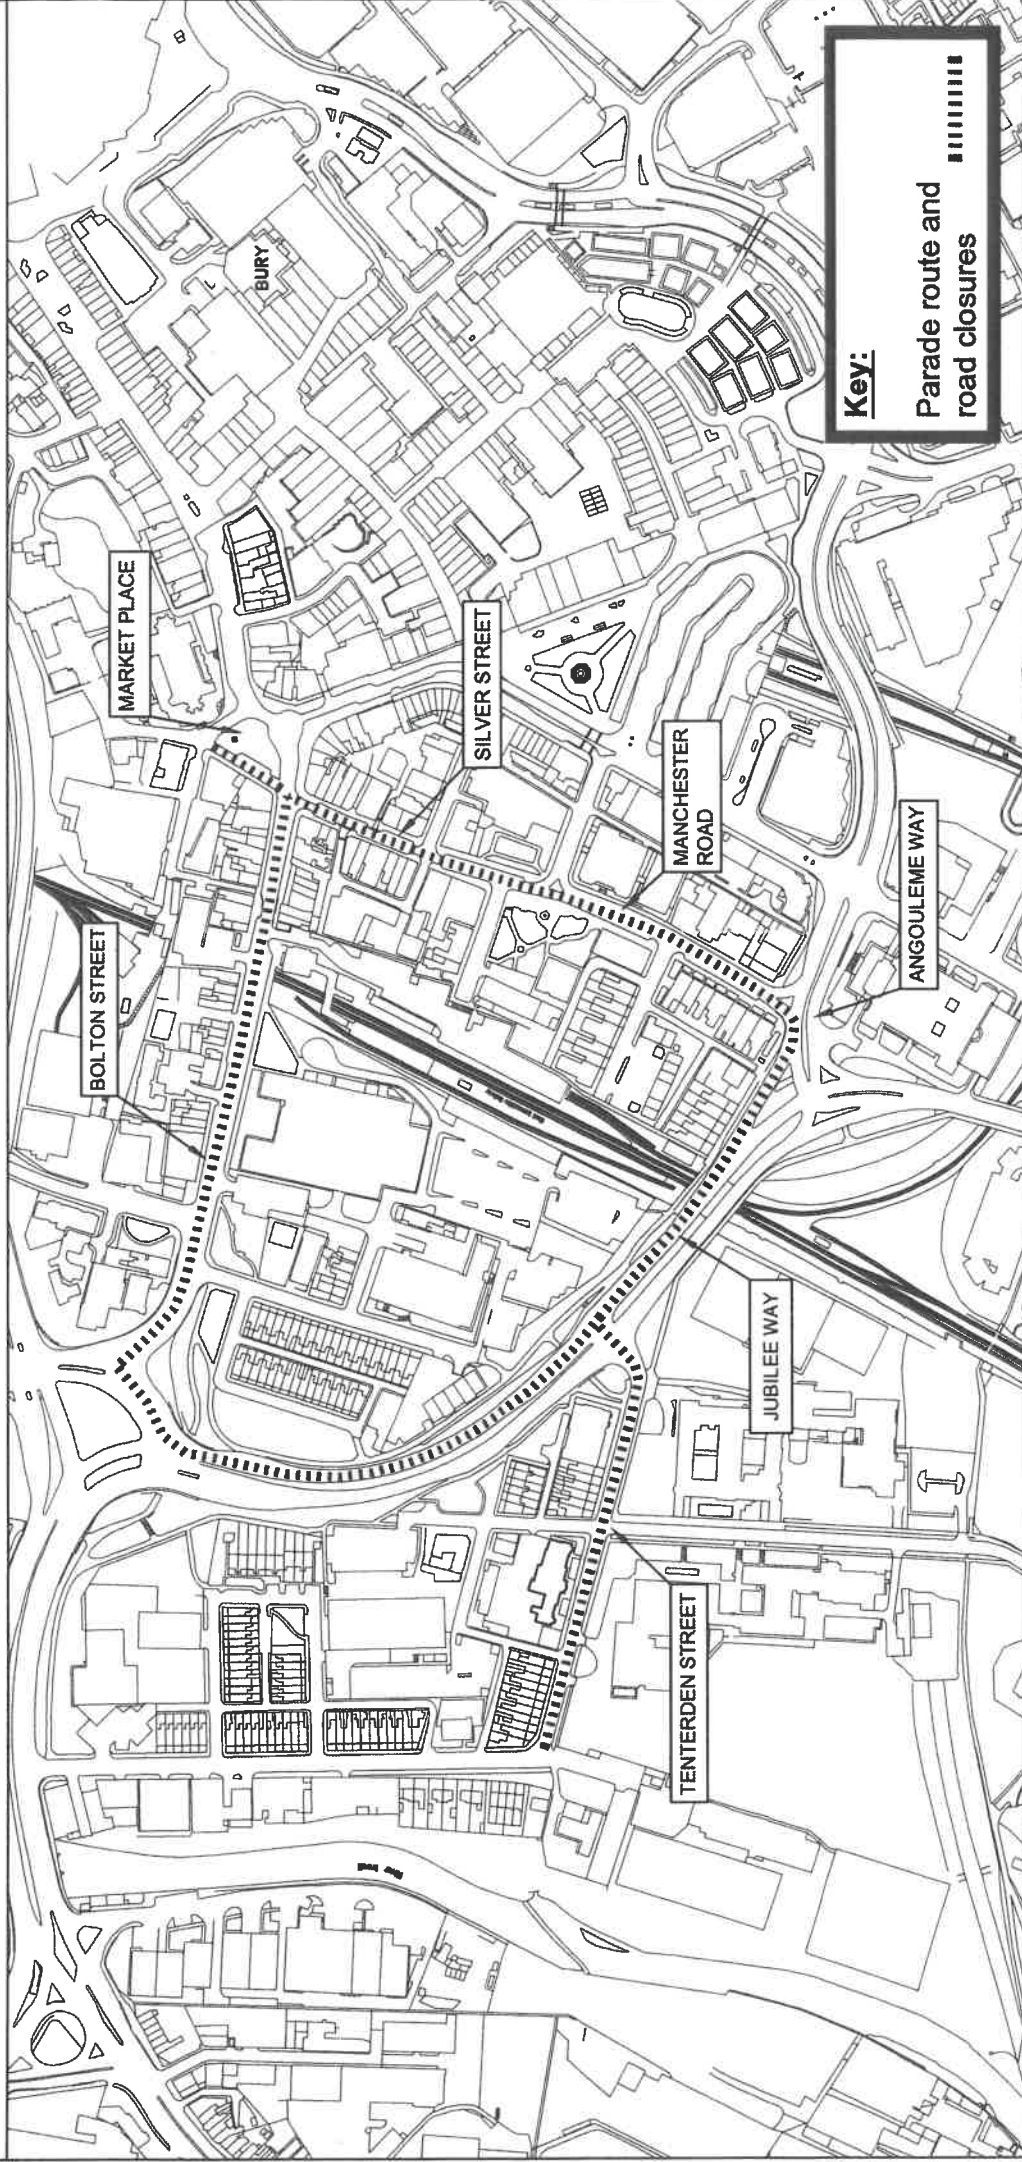 BURY
MARKET PLACE
SILVER STREET
BOLTON STREET
MANCHESTER
ROAD
ANGOULEME WAY
JUBILEE WAY
TENTERDEN STREET
Key:
Parade route and
road closures